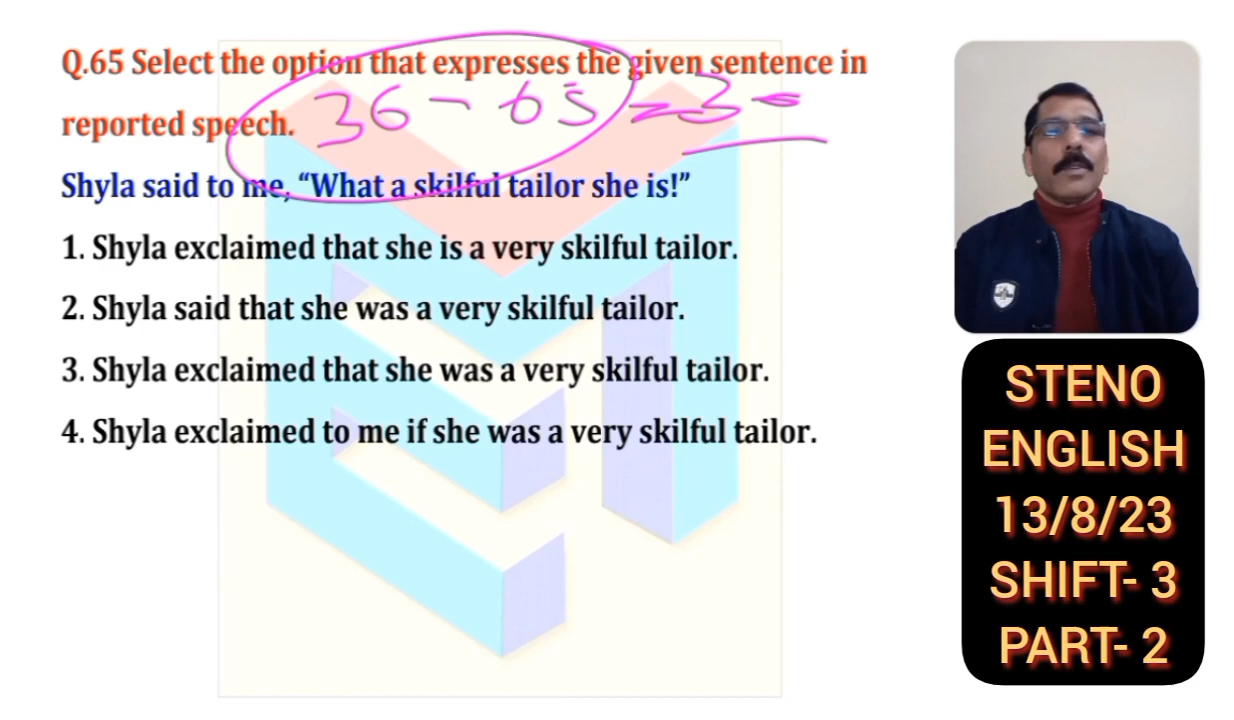 Q.65 Select the option that expresses the given sentence in
reported speech.
36 - 65 = 30
Shyla said to me, “What a skilful tailor she is!”
1. Shyla exclaimed that she is a very skilful tailor.
2. Shyla said that she was a very skilful tailor.
3. Shyla exclaimed that she was a very skilful tailor.
4. Shyla exclaimed to me if she was a very skilful tailor.
STENO
ENGLISH
13/8/23
SHIFT- 3
PART- 2